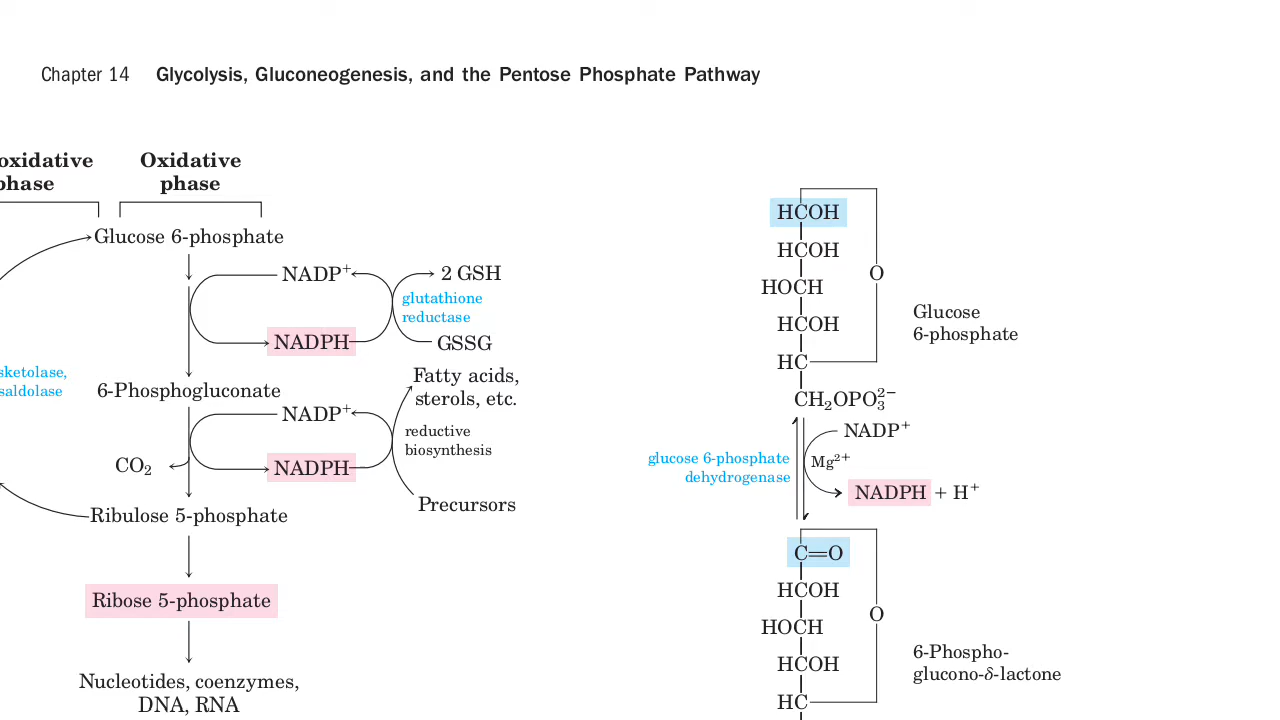 Chapter 14 Glycolysis, Gluconeogenesis, and the Pentose Phosphate Pathway
oxidative
phase
Oxidative
phase
Glucose 6-phosphate
NADP⁺
2 GSH
glutathione
reductase
NADPH
GSSG
sketolase,
saldolase
6-Phosphogluconate
Fatty acids,
sterols, etc.
NADP⁺
reductive
biosynthesis
CO₂
NADPH
Precursors
Ribulose 5-phosphate
Ribose 5-phosphate
Nucleotides, coenzymes,
DNA, RNA
HCOH
HCOH
HOCH
O
HCOH
HC
CH₂OPO₃²⁻
Glucose
6-phosphate
NADP⁺
glucose 6-phosphate
dehydrogenase
Mg²⁺
NADPH + H⁺
C=O
HCOH
HOCH
O
HCOH
HC
6-Phospho-
glucono-δ-lactone